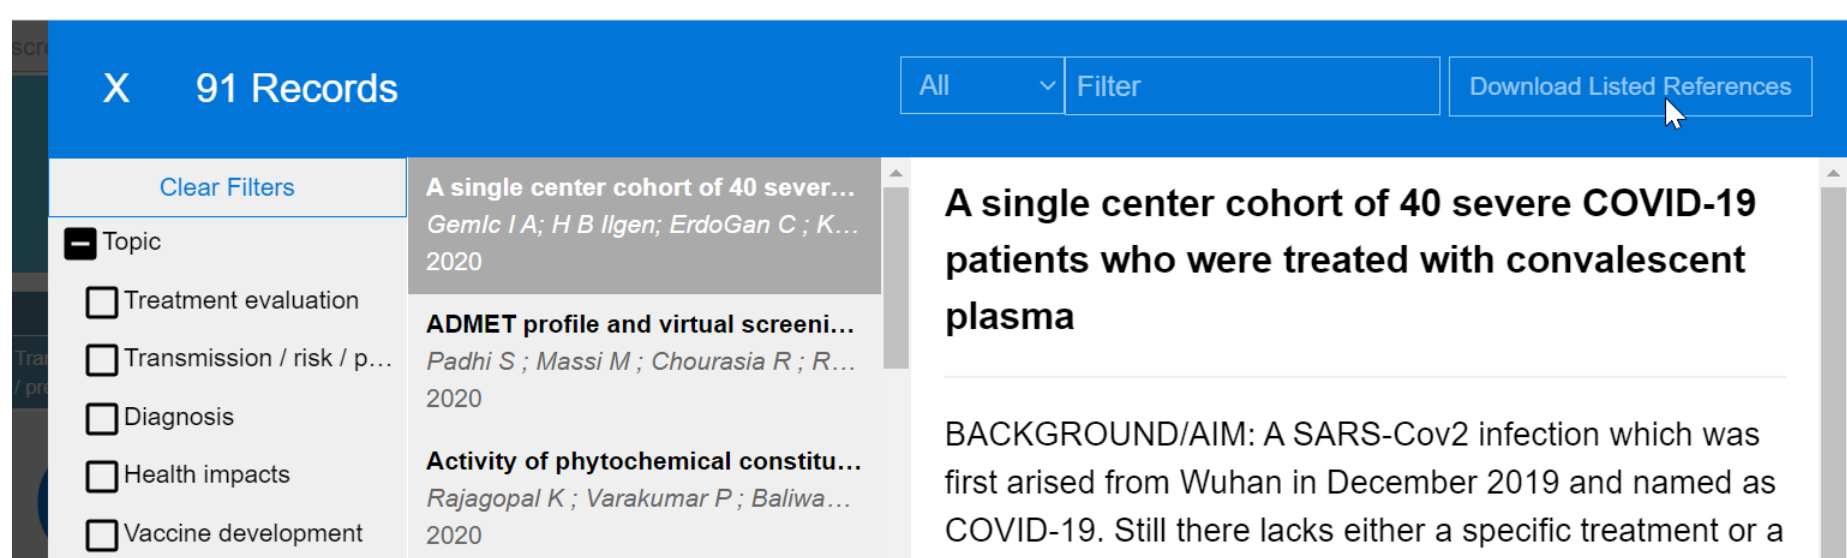 scre
X
91 Records
All
Filter
Download Listed References
Clear Filters
Topic
Treatment evaluation
Transmission / risk / p...
Diagnosis
Health impacts
Vaccine development
A single center cohort of 40 sever...
Gemlc I A; H B Ilgen; ErdoGan C ; K...
2020
ADMET profile and virtual screeni...
Padhi S ; Massi M ; Chourasia R ; R...
2020
Activity of phytochemical constitu...
Rajagopal K ; Varakumar P ; Baliwa...
2020
A single center cohort of 40 severe COVID-19
patients who were treated with convalescent
plasma
BACKGROUND/AIM: A SARS-Cov2 infection which was
first arised from Wuhan in December 2019 and named as
COVID-19. Still there lacks either a specific treatment or a
Tra
/ pre